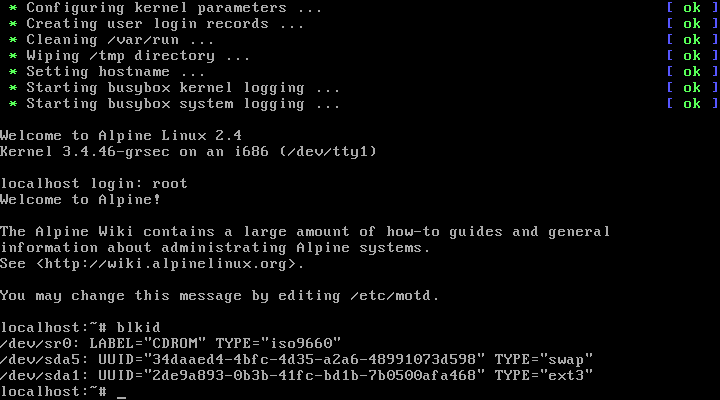 * Configuring kernel parameters ... [ ok ]
* Creating user login records ... [ ok ]
* Cleaning /var/run ... [ ok ]
* Wiping /tmp directory ... [ ok ]
* Setting hostname ... [ ok ]
* Starting busybox kernel logging ... [ ok ]
* Starting busybox system logging ... [ ok ]
Welcome to Alpine Linux 2.4
Kernel 3.4.46-grsec on an i686 (/dev/tty1)
localhost login: root
Welcome to Alpine!
The Alpine Wiki contains a large amount of how-to guides and general
information about administrating Alpine systems.
See <http://wiki.alpinelinux.org>.
You may change this message by editing /etc/motd.
localhost:~# blkid
/dev/sr0: LABEL="CDROM" TYPE="iso9660"
/dev/sda5: UUID="34daaed4-4bfc-4d35-a2a6-48991073d598" TYPE="swap"
/dev/sda1: UUID="2de9a893-0b3b-41fc-bd1b-7b0500afa468" TYPE="ext3"
localhost:~# _